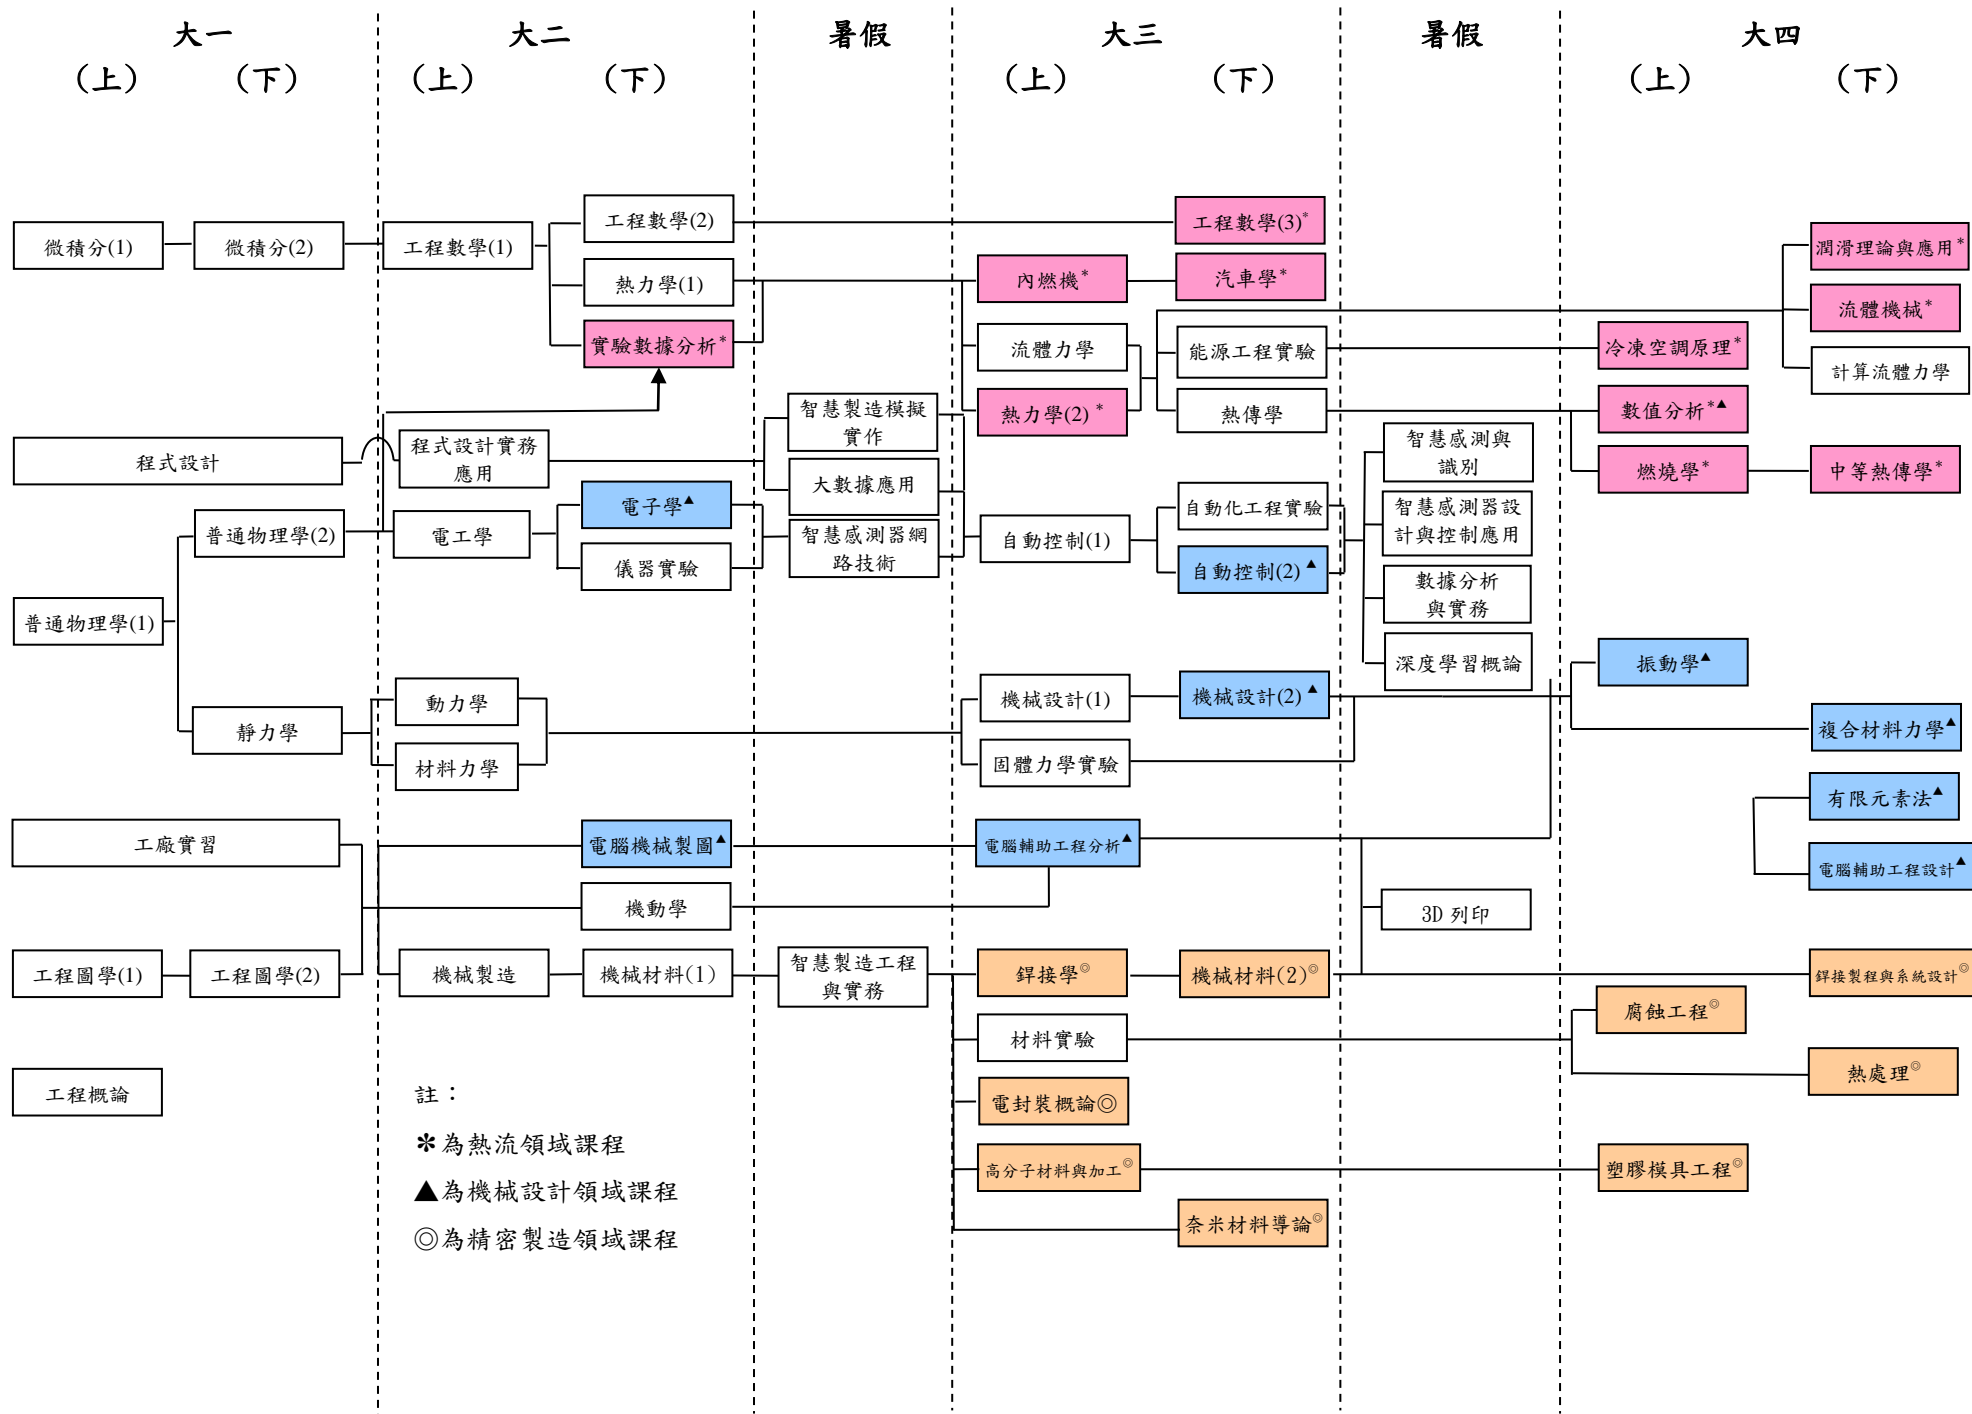 大一
大二
暑假
大三
暑假
大四
（上）
（下）
（上）
（下）
（上）
（下）
（上）
（下）
微積分(1)
微積分(2)
工程數學(1)
工程數學(2)
工程數學(3)*
熱力學(1)
內燃機*
汽車學*
潤滑理論與應用*
流體機械*
實驗數據分析*
流體力學
能源工程實驗
冷凍空調原理*
計算流體力學
熱力學(2) *
熱傳學
數值分析*▲
程式設計
程式設計實務
應用
智慧製造模擬
實作
大數據應用
智慧感測與
識別
燃燒學*
中等熱傳學*
普通物理學(2)
電工學
電子學▲
儀器實驗
智慧感測器網
路技術
自動控制(1)
自動化工程實驗
自動控制(2) ▲
智慧感測器設
計與控制應用
數據分析
與實務
深度學習概論
普通物理學(1)
靜力學
動力學
材料力學
機械設計(1)
機械設計(2) ▲
固體力學實驗
振動學▲
複合材料力學▲
有限元素法▲
工廠實習
電腦機械製圖▲
電腦輔助工程分析▲
電腦輔助工程設計▲
機動學
3D 列印
工程圖學(1)
工程圖學(2)
機械製造
機械材料(1)
智慧製造工程
與實務
銲接學◎
機械材料(2)◎
銲接製程與系統設計◎
材料實驗
腐蝕工程◎
熱處理◎
工程概論
電封裝概論◎
高分子材料與加工◎
塑膠模具工程◎
奈米材料導論◎
註：
✱為熱流領域課程
▲為機械設計領域課程
◎為精密製造領域課程